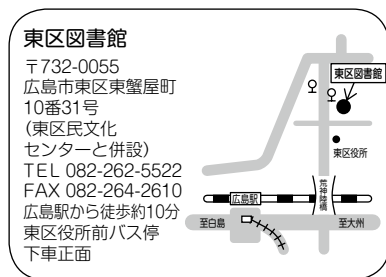 東区図書館
〒732-0055
広島市東区東蟹屋町
10番31号
(東区民文化
センターと併設)
TEL 082-262-5522
FAX 082-264-2610
広島駅から徒歩約10分
東区役所前バス停
下車正面
東区図書館
東区役所
広島駅
荒神陸橋
至白島
至大州